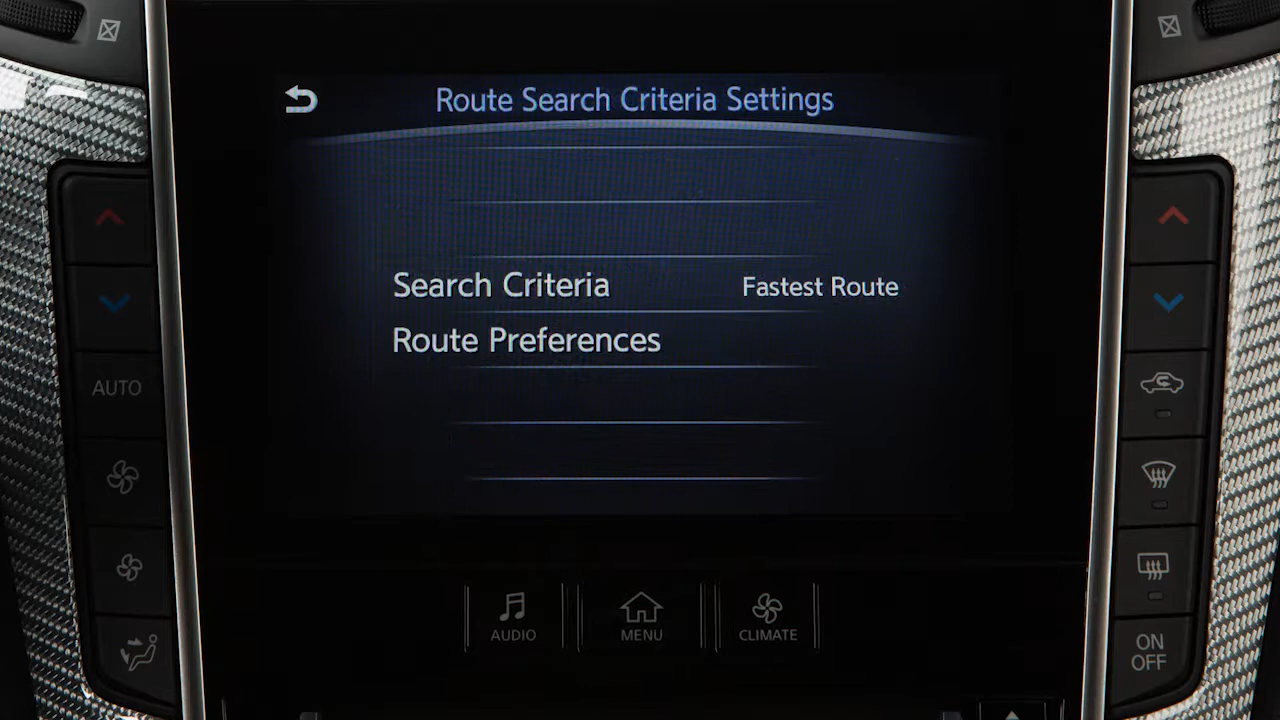 Route Search Criteria Settings
Search Criteria Fastest Route
Route Preferences
AUTO
AUDIO
MENU
CLIMATE
ON
OFF